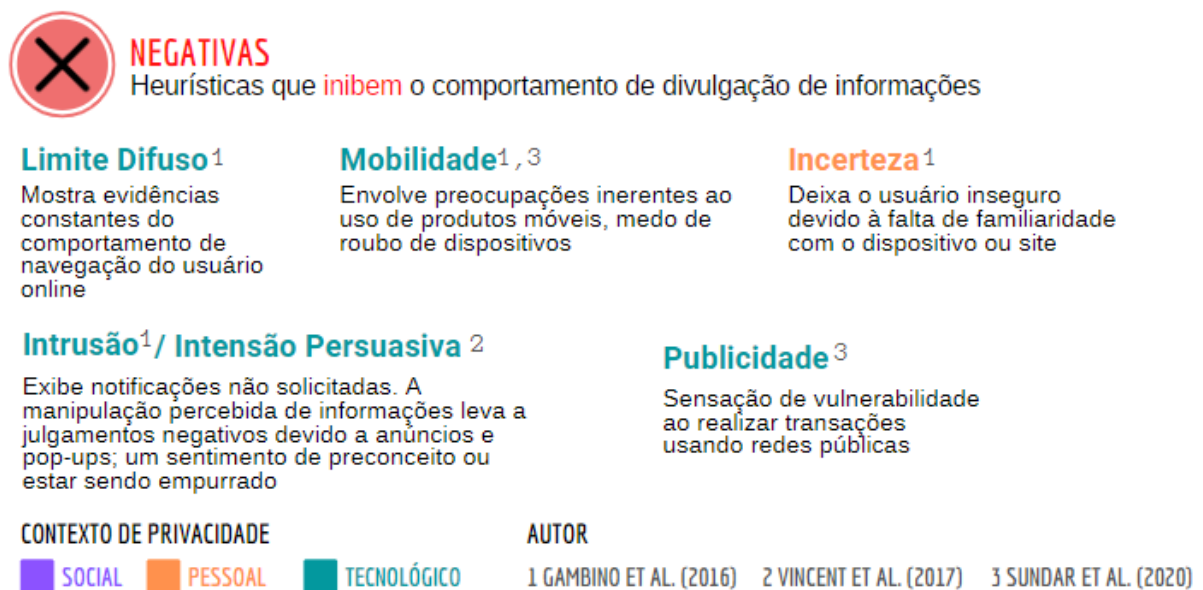 NEGATIVAS
Heurísticas que inibem o comportamento de divulgação de informações
Limite Difuso1
Mostra evidências
constantes do
comportamento de
navegação do usuário
online
Mobilidade1,3
Envolve preocupações inerentes ao
uso de produtos móveis, medo de
roubo de dispositivos
Incerteza1
Deixa o usuário inseguro
devido à falta de familiaridade
com o dispositivo ou site
Intrusão1/ Intensão Persuasiva 2
Exibe notificações não solicitadas. A
manipulação percebida de informações leva a
julgamentos negativos devido a anúncios e
pop-ups; um sentimento de preconceito ou
estar sendo empurrado
Publicidade3
Sensação de vulnerabilidade
ao realizar transações
usando redes públicas
CONTEXTO DE PRIVACIDADE
SOCIAL PESSOAL TECNOLÓGICO
AUTOR
1 GAMBINO ET AL. (2016) 2 VINCENT ET AL. (2017) 3 SUNDAR ET AL. (2020)